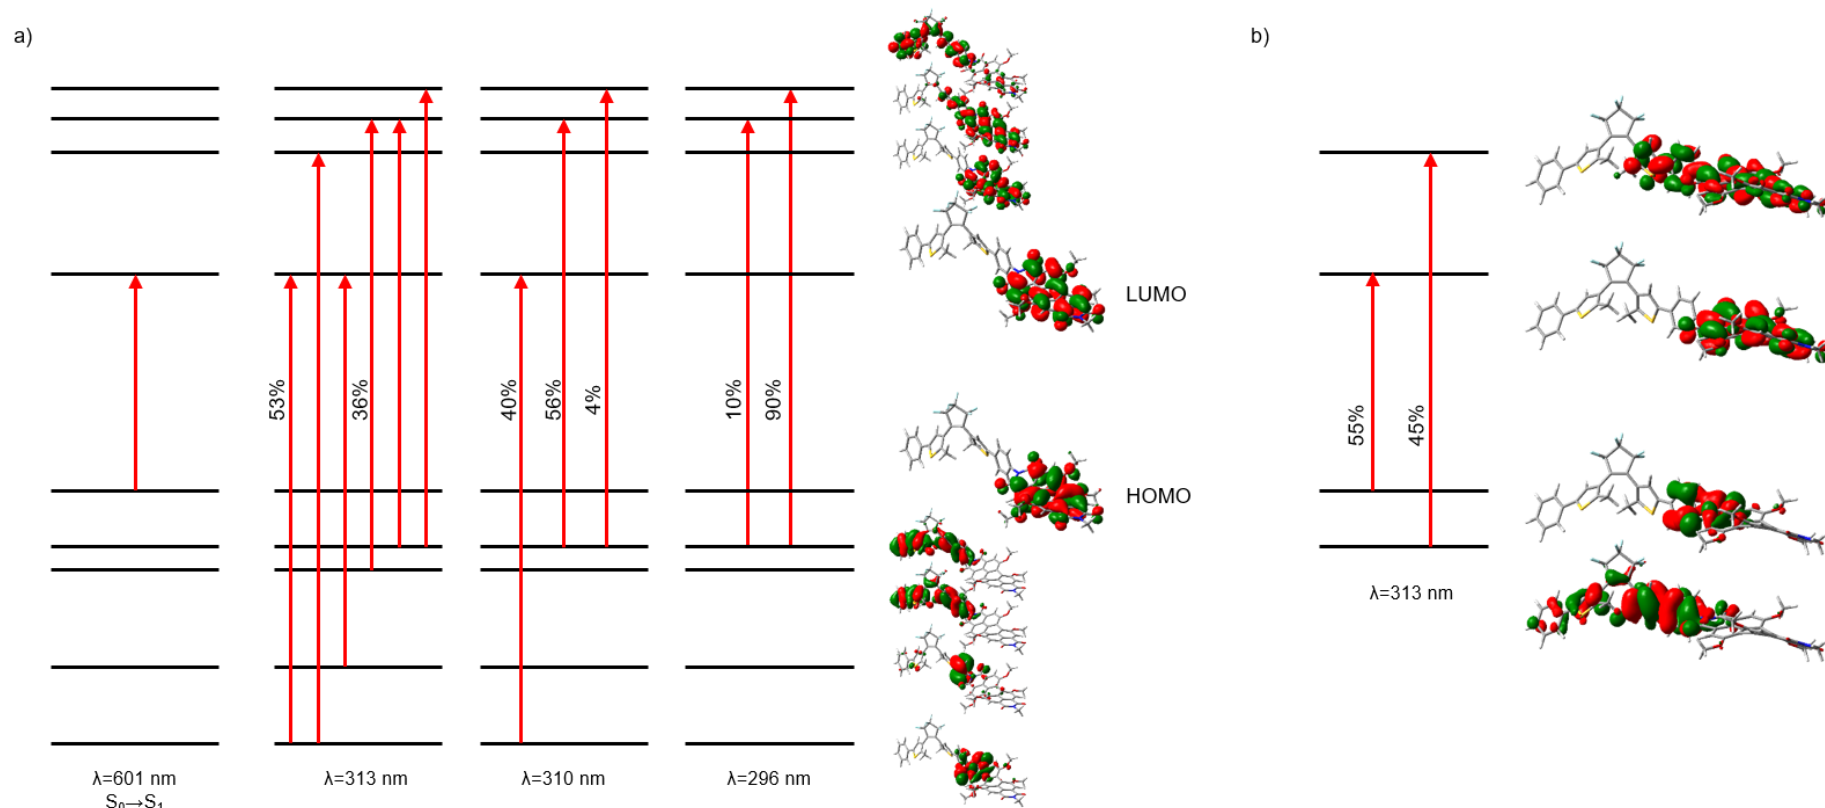 a)
b)
LUMO
HOMO
53%
36%
40%
56%
4%
10%
90%
55%
45%
λ=601 nm
S₀→S₁
λ=313 nm
λ=310 nm
λ=296 nm
λ=313 nm